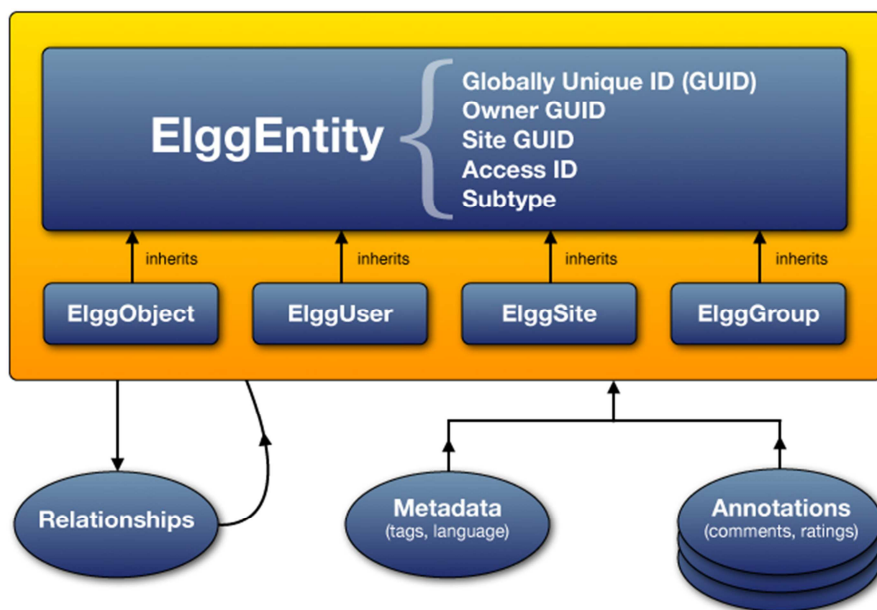 ElggEntity
Globally Unique ID (GUID)
Owner GUID
Site GUID
Access ID
Subtype
inherits
inherits
inherits
inherits
ElggObject
ElggUser
ElggSite
ElggGroup
Relationships
Metadata
(tags, language)
Annotations
(comments, ratings)